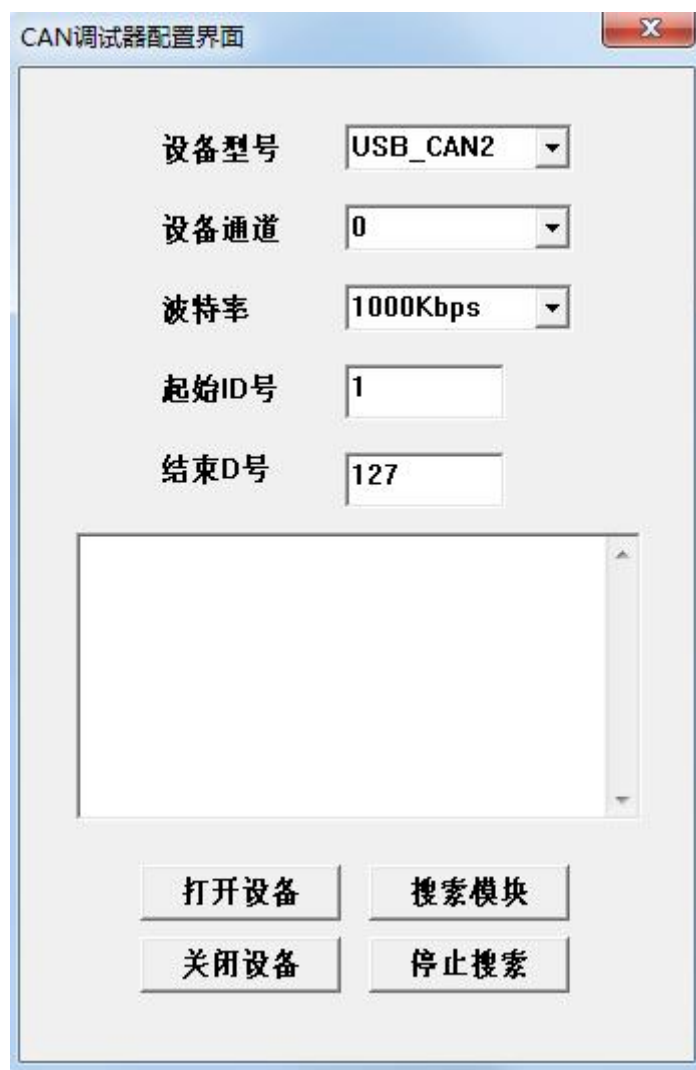 CAN调试器配置界面
设备型号 USB_CAN2
设备通道 0
波特率 1000Kbps
起始ID号 1
结束D号 127
打开设备 搜索模块
关闭设备 停止搜索